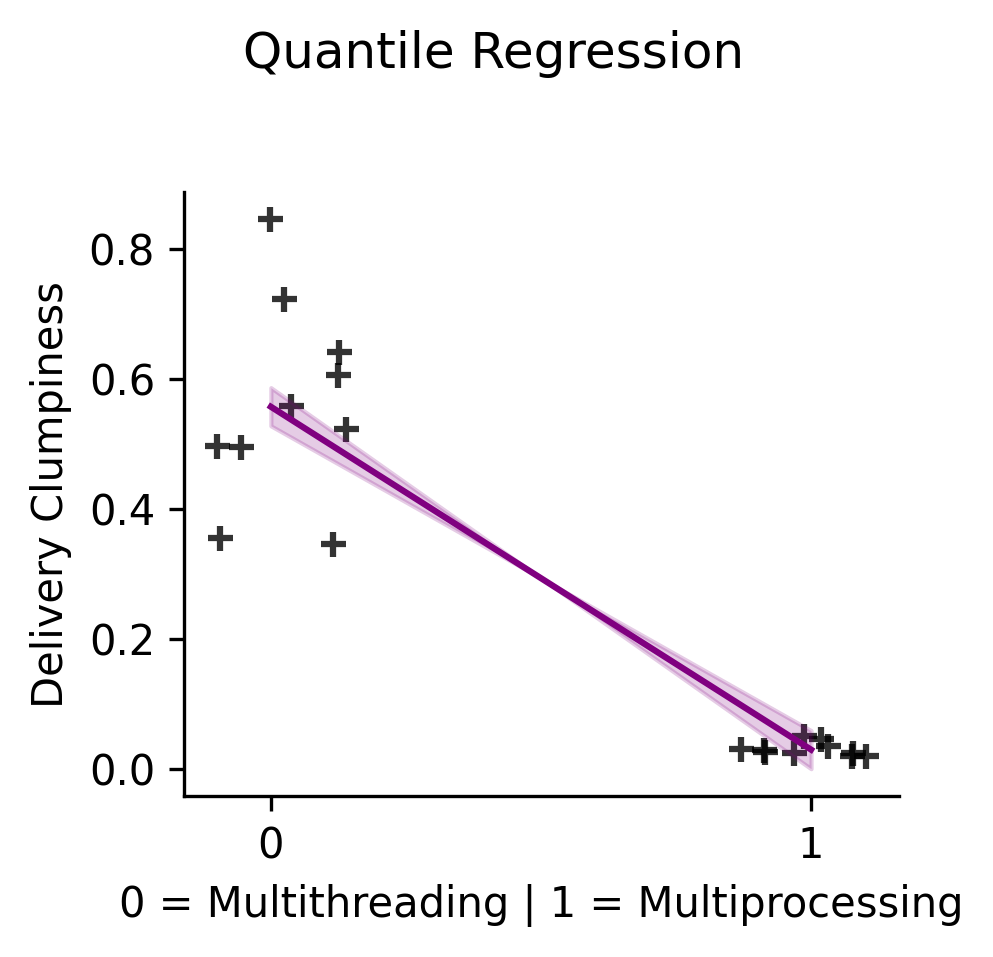 Quantile Regression
Delivery Clumpiness
0.8
0.6
0.4
0.2
0.0
0 1
0 = Multithreading | 1 = Multiprocessing